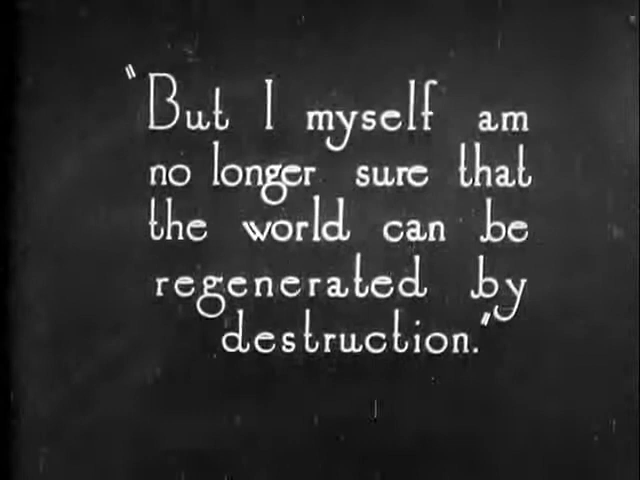 "But I myself am
no longer sure that
the world can be
regenerated by
destruction."